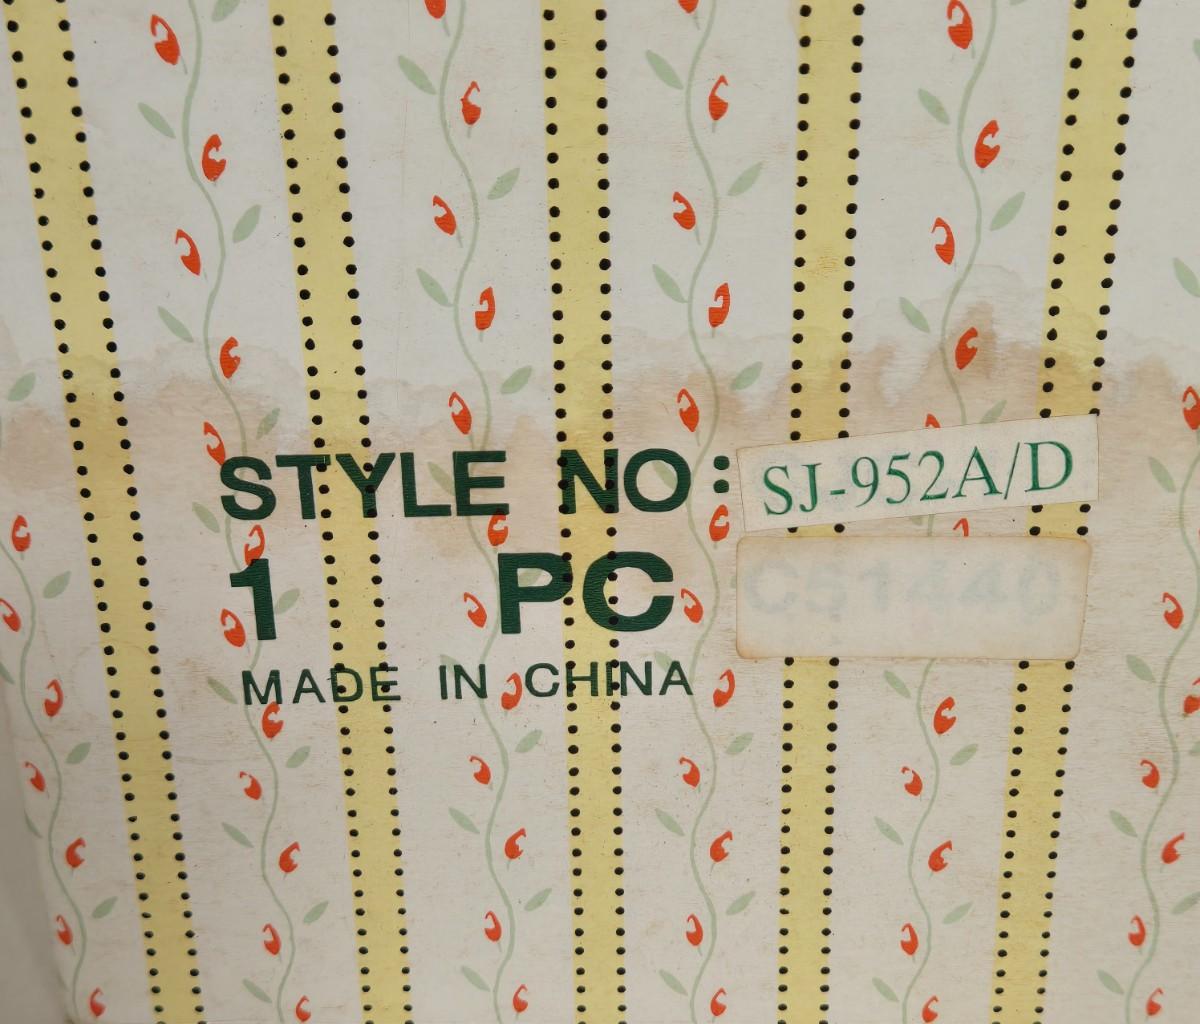 STYLE NO: SJ-952A/D
1 PC C51440
MADE IN CHINA